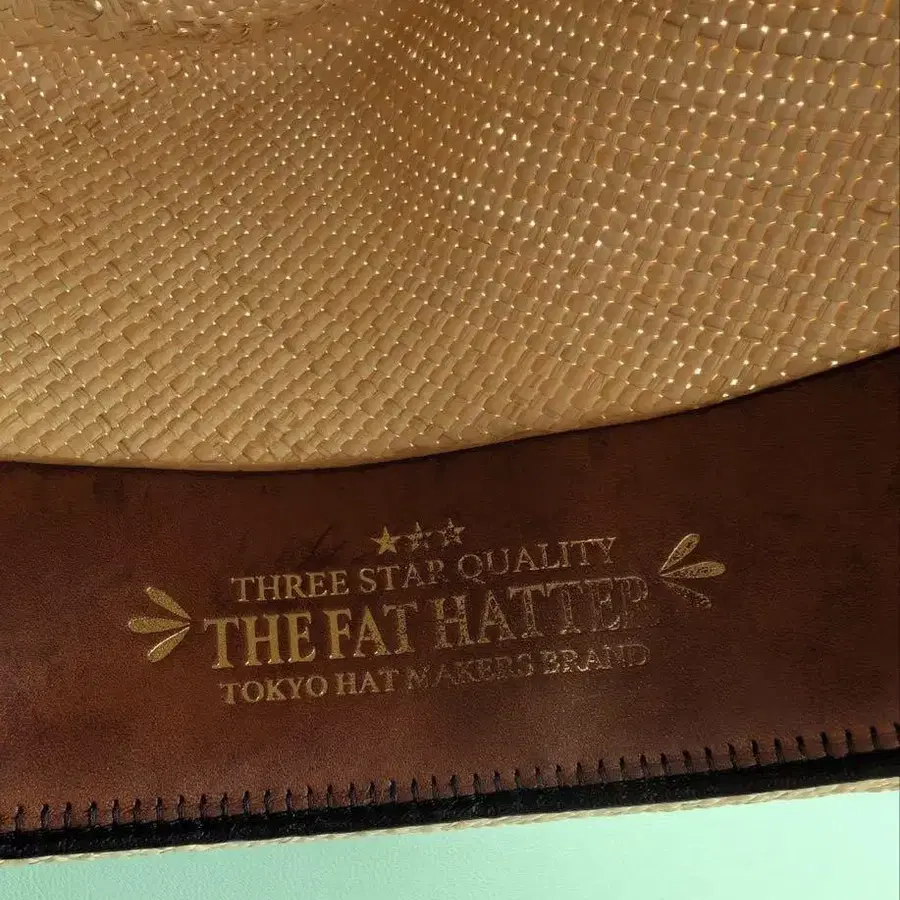 THREE STAR QUALITY
THE FAT HATTER
TOKYO HAT MAKERS BRAND